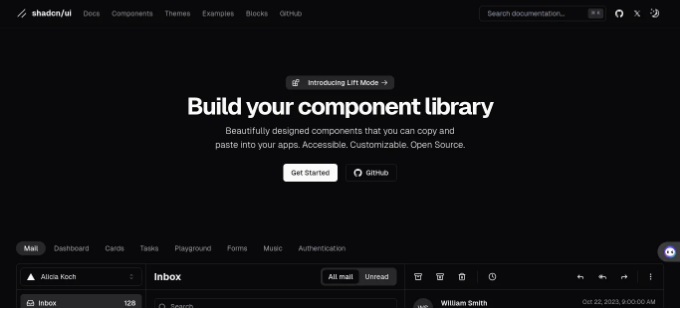 shadcn/ui Docs Components Themes Examples Blocks GitHub Search documentation... ⌘ K
Introducing Lift Mode →
Build your component library
Beautifully designed components that you can copy and
paste into your apps. Accessible. Customizable. Open Source.
Get Started GitHub
Mail Dashboard Cards Tasks Playground Forms Music Authentication
Alicia Koch Inbox All mail Unread
Inbox 128 Search William Smith Oct 22, 2023, 9:00:00 AM
WS